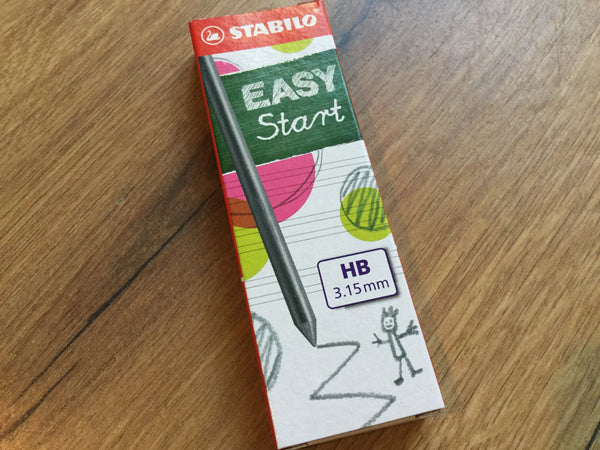 STABILO
EASY
Start
HB
3.15mm